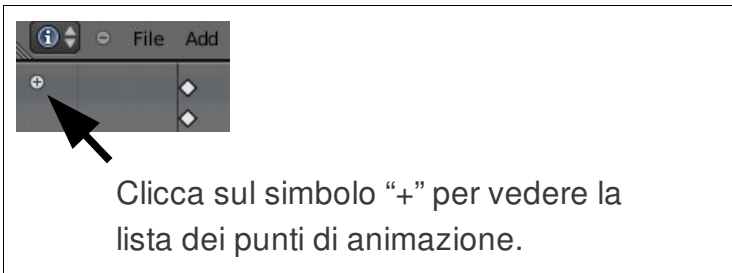 File Add
Clicca sul simbolo “+” per vedere la
lista dei punti di animazione.